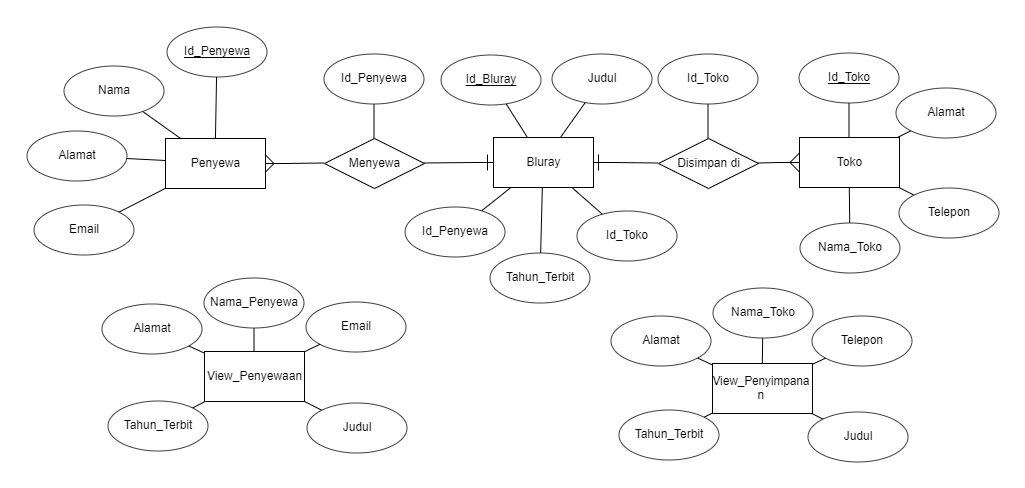 Id_Penyewa
Nama
Alamat
Email
Penyewa
Id_Penyewa
Menyewa
Id_Bluray
Judul
Bluray
Id_Penyewa
Tahun_Terbit
Id_Toko
Id_Toko
Disimpan di
Id_Toko
Alamat
Toko
Telepon
Nama_Toko
Nama_Penyewa
Alamat
Email
View_Penyewaan
Tahun_Terbit
Judul
Nama_Toko
Alamat
Telepon
View_Penyimpana
n
Tahun_Terbit
Judul